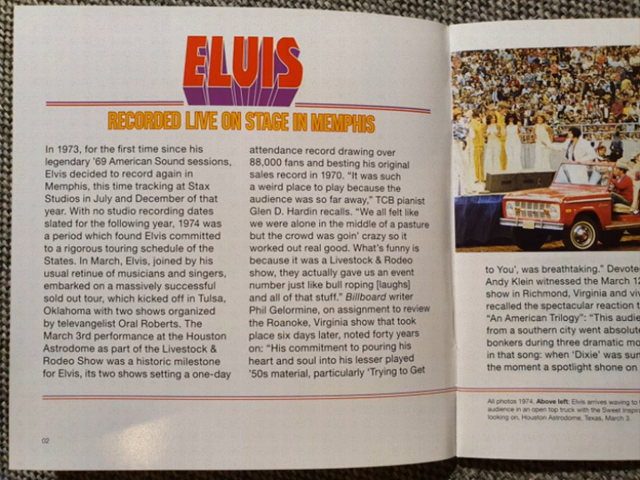 ELVIS
RECORDED LIVE ON STAGE IN MEMPHIS
In 1973, for the first time since his
legendary '69 American Sound sessions,
Elvis decided to record again in
Memphis, this time tracking at Stax
Studios in July and December of that
year. With no studio recording dates
slated for the following year, 1974 was
a period which found Elvis committed
to a rigorous touring schedule of the
States. In March, Elvis, joined by his
usual retinue of musicians and singers,
embarked on a massively successful
sold out tour, which kicked off in Tulsa,
Oklahoma with two shows organized
by televangelist Oral Roberts. The
March 3rd performance at the Houston
Astrodome as part of the Livestock &
Rodeo Show was a historic milestone
for Elvis, its two shows setting a one-day
attendance record drawing over
88,000 fans and besting his original
sales record in 1970. "It was such
a weird place to play because the
audience was so far away," TCB pianist
Glen D. Hardin recalls. "We all felt like
we were alone in the middle of a pasture
but the crowd was goin' crazy so it
worked out real good. What's funny is
because it was a Livestock & Rodeo
show, they actually gave us an event
number just like bull roping [laughs]
and all of that stuff." Billboard writer
Phil Gelormine, on assignment to review
the Roanoke, Virginia show that took
place six days later, noted forty years
on: "His commitment to pouring his
heart and soul into his lesser played
'50s material, particularly 'Trying to Get
to You', was breathtaking." Devote
Andy Klein witnessed the March 12
show in Richmond, Virginia and vi
recalled the spectacular reaction t
"An American Trilogy": "This audie
from a southern city went absolute
bonkers during three dramatic mo
in that song: when 'Dixie' was sun
the moment a spotlight shone on
All photos 1974. Above left: Elvis arrives waving to
audience in an open top truck with the Sweet Inspir
looking on, Houston Astrodome, Texas, March 3.
02